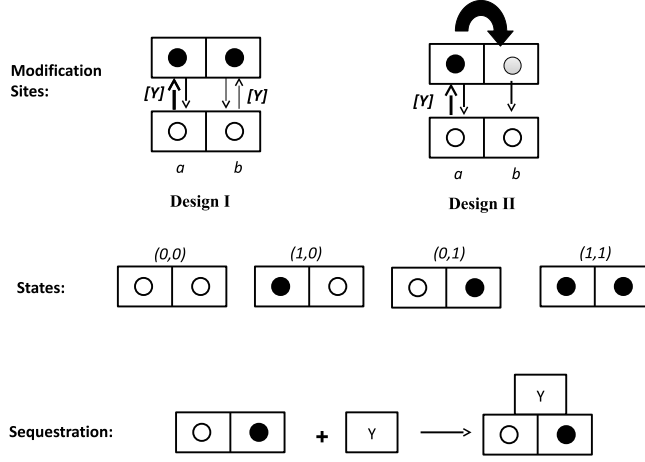 Modification
Sites:
[Y]
[Y]
[Y]
a
b
a
b
Design I
Design II
(0,0)
(1,0)
(0,1)
(1,1)
States:
Y
Sequestration:
+
Y